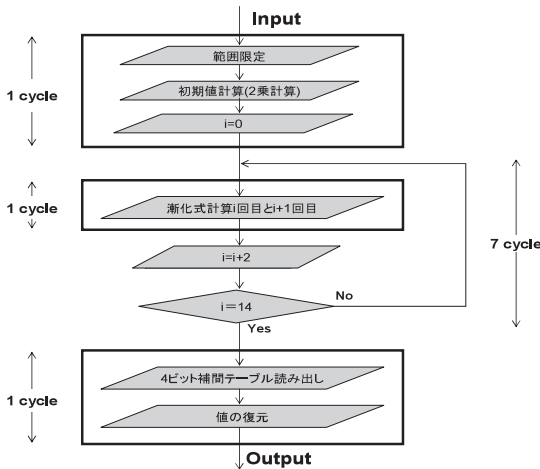 Input
範囲限定
1 cycle
初期値計算(2乗計算)
i=0
1 cycle
漸化式計算i回目とi+1回目
7 cycle
i=i+2
No
i=14
Yes
4ビット補間テーブル読み出し
1 cycle
値の復元
Output